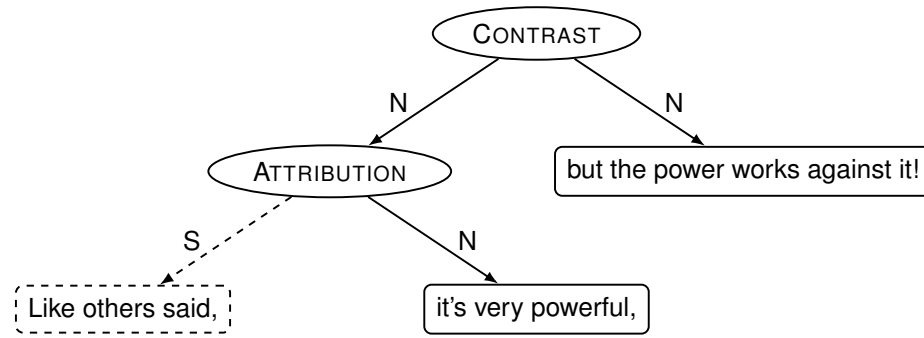 CONTRAST
N
N
ATTRIBUTION
but the power works against it!
S
N
Like others said,
it's very powerful,